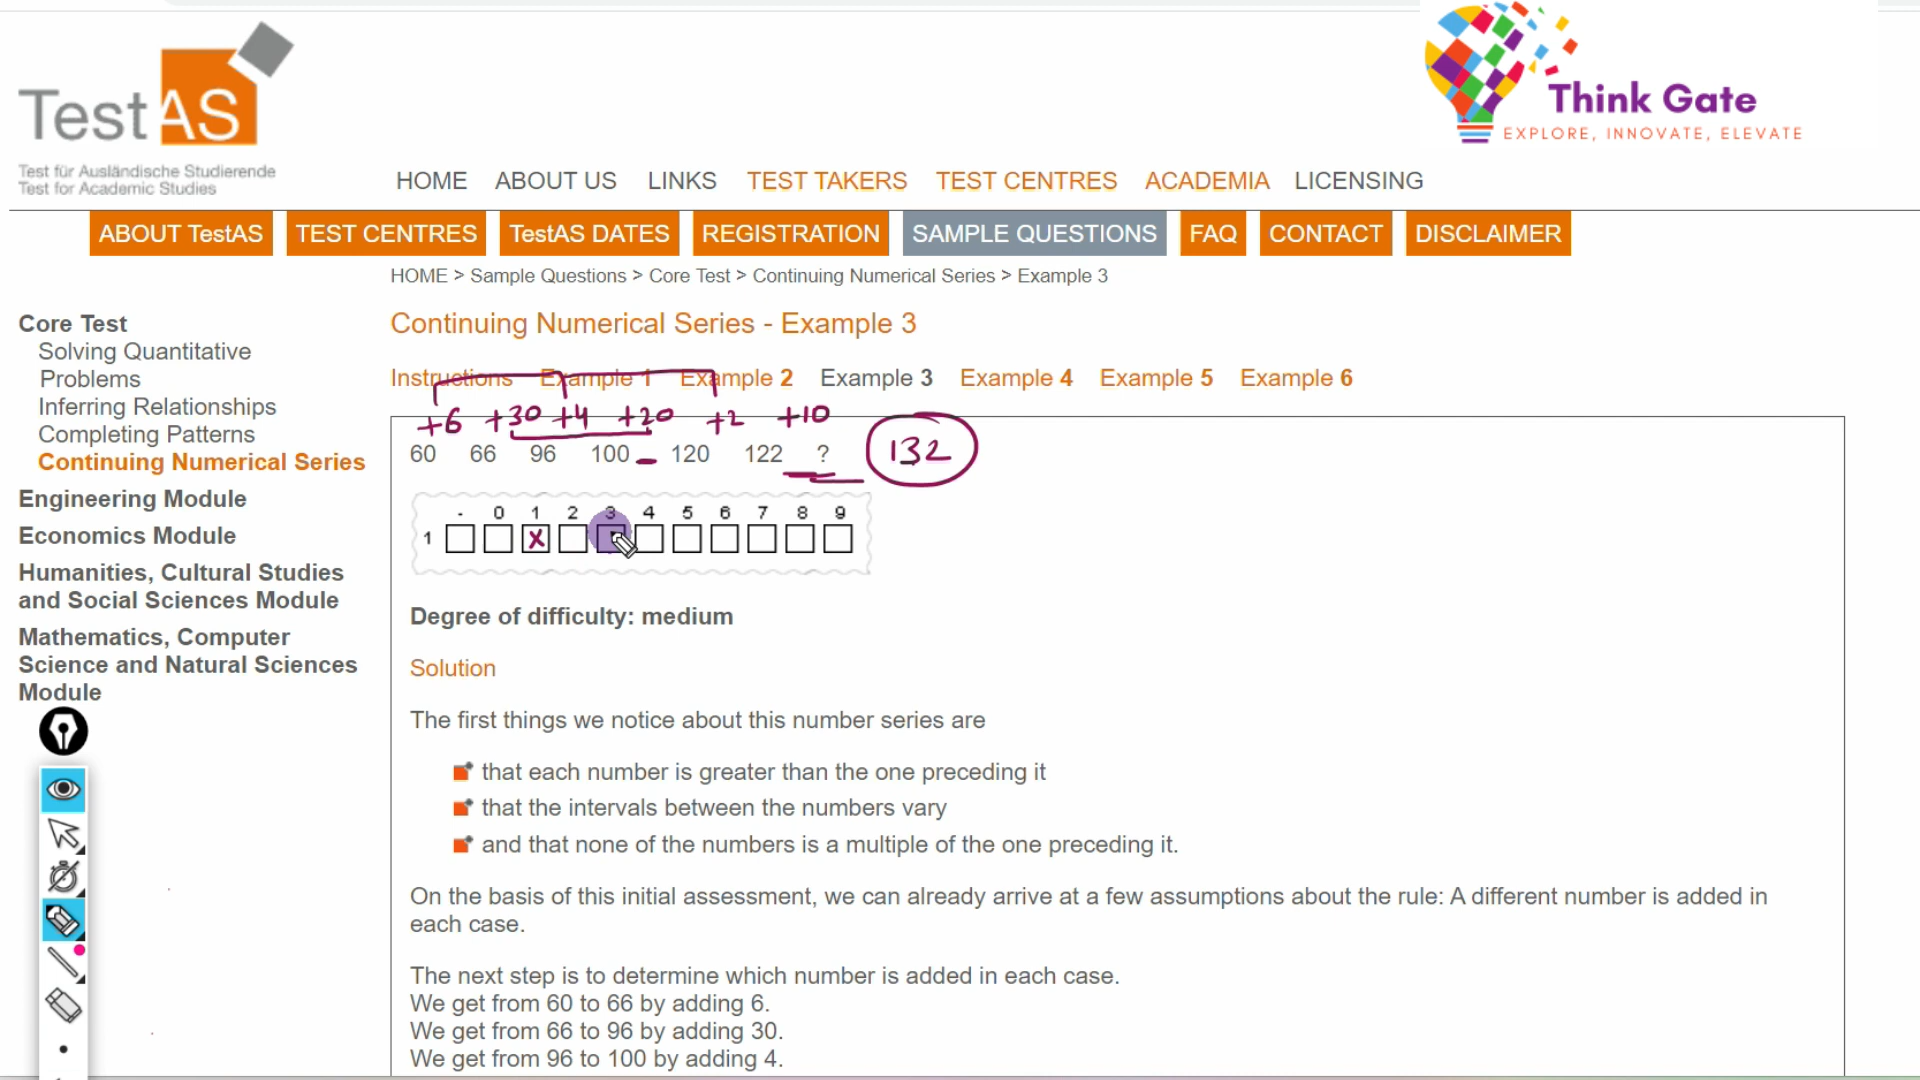 Test AS
Test für Ausländische Studierende
Test for Academic Studies
Think Gate
EXPLORE, INNOVATE, ELEVATE
HOME ABOUT US LINKS TEST TAKERS TEST CENTRES ACADEMIA LICENSING
ABOUT TestAS TEST CENTRES TestAS DATES REGISTRATION SAMPLE QUESTIONS FAQ CONTACT DISCLAIMER
HOME > Sample Questions > Core Test > Continuing Numerical Series > Example 3
Core Test
Solving Quantitative
Problems
Inferring Relationships
Completing Patterns
Continuing Numerical Series
Engineering Module
Economics Module
Humanities, Cultural Studies
and Social Sciences Module
Mathematics, Computer
Science and Natural Sciences
Module
Continuing Numerical Series - Example 3
Instructions Example 1 Example 2 Example 3 Example 4 Example 5 Example 6
+6 +30 +4 +20 +2 +10
60 66 96 100 120 122 ? 132
- 0 1 2 3 4 5 6 7 8 9
1 X
Degree of difficulty: medium
Solution
The first things we notice about this number series are
that each number is greater than the one preceding it
that the intervals between the numbers vary
and that none of the numbers is a multiple of the one preceding it.
On the basis of this initial assessment, we can already arrive at a few assumptions about the rule: A different number is added in
each case.
The next step is to determine which number is added in each case.
We get from 60 to 66 by adding 6.
We get from 66 to 96 by adding 30.
We get from 96 to 100 by adding 4.